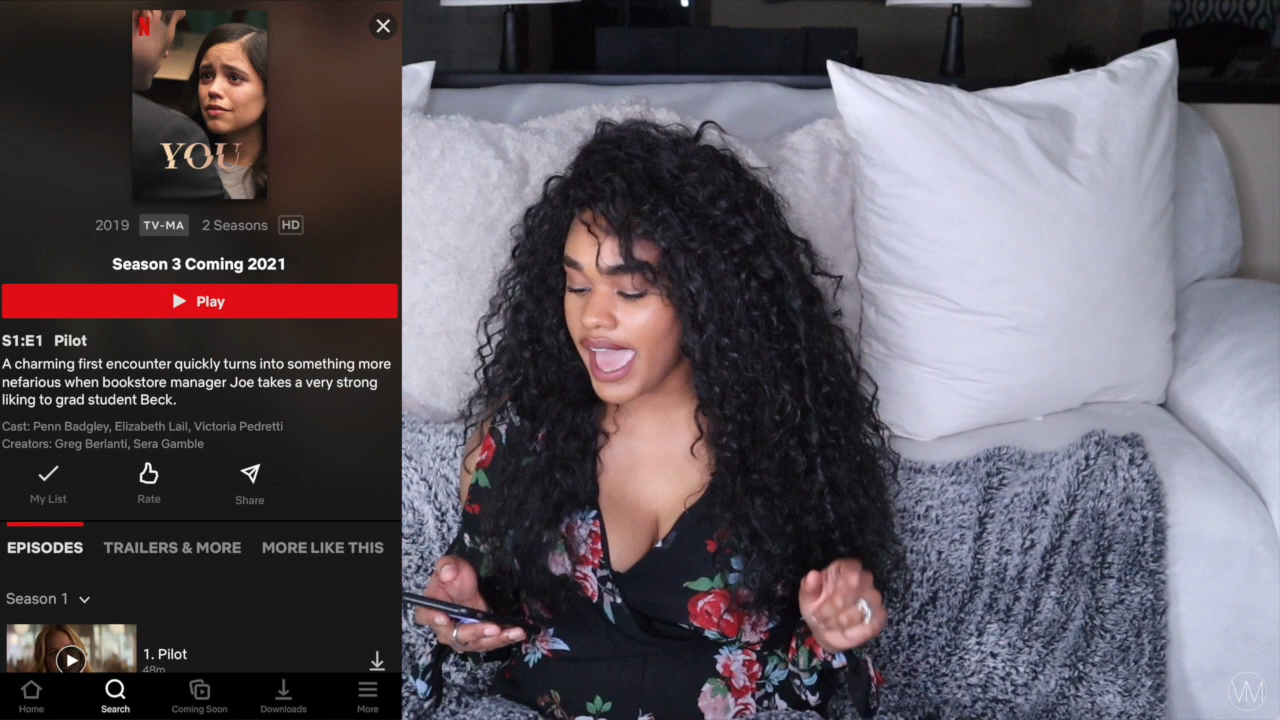 N
YOU
2019 TV-MA 2 Seasons HD
Season 3 Coming 2021
Play
S1:E1 Pilot
A charming first encounter quickly turns into something more
nefarious when bookstore manager Joe takes a very strong
liking to grad student Beck.
Cast: Penn Badgley, Elizabeth Lail, Victoria Pedretti
Creators: Greg Berlanti, Sera Gamble
My List Rate Share
EPISODES TRAILERS & MORE MORE LIKE THIS
Season 1
1. Pilot
48m
Home Search Coming Soon Downloads More
VM